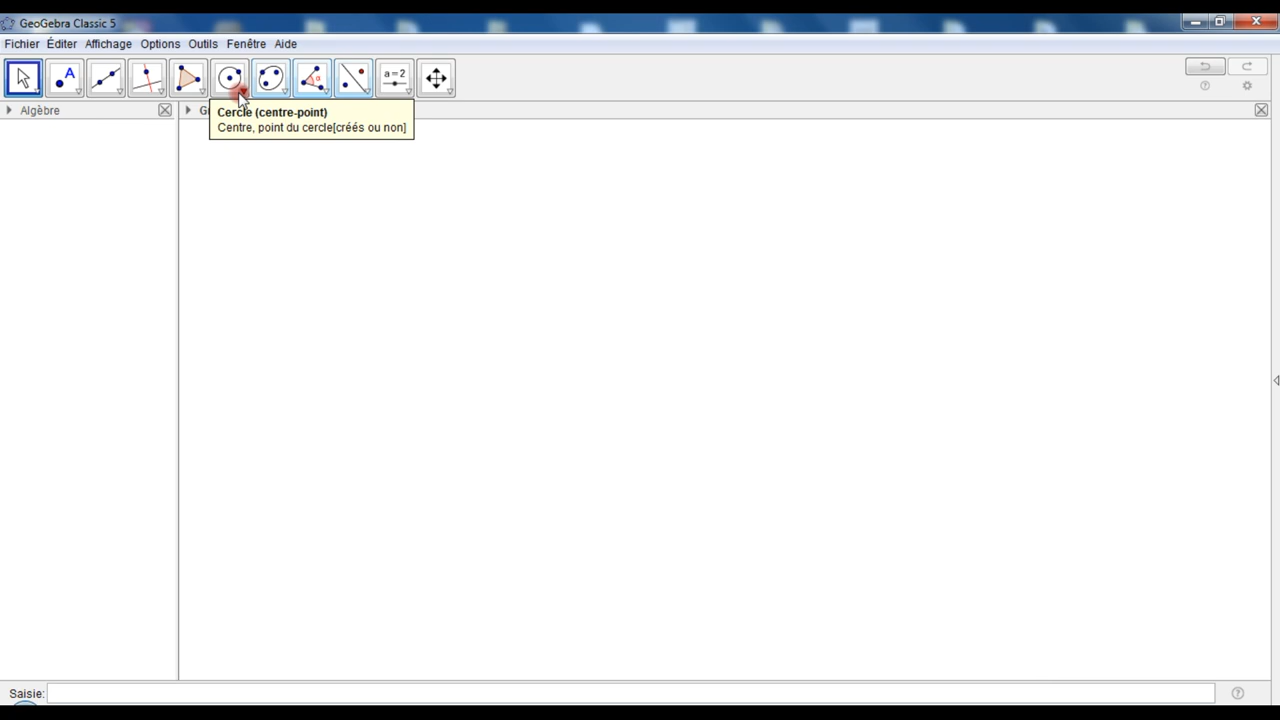 GeoGebra Classic 5
Fichier Éditer Affichage Options Outils Fenêtre Aide
A
α
a = 2
Algèbre
Cercle (centre-point)
Centre, point du cercle[créés ou non]
Saisie: